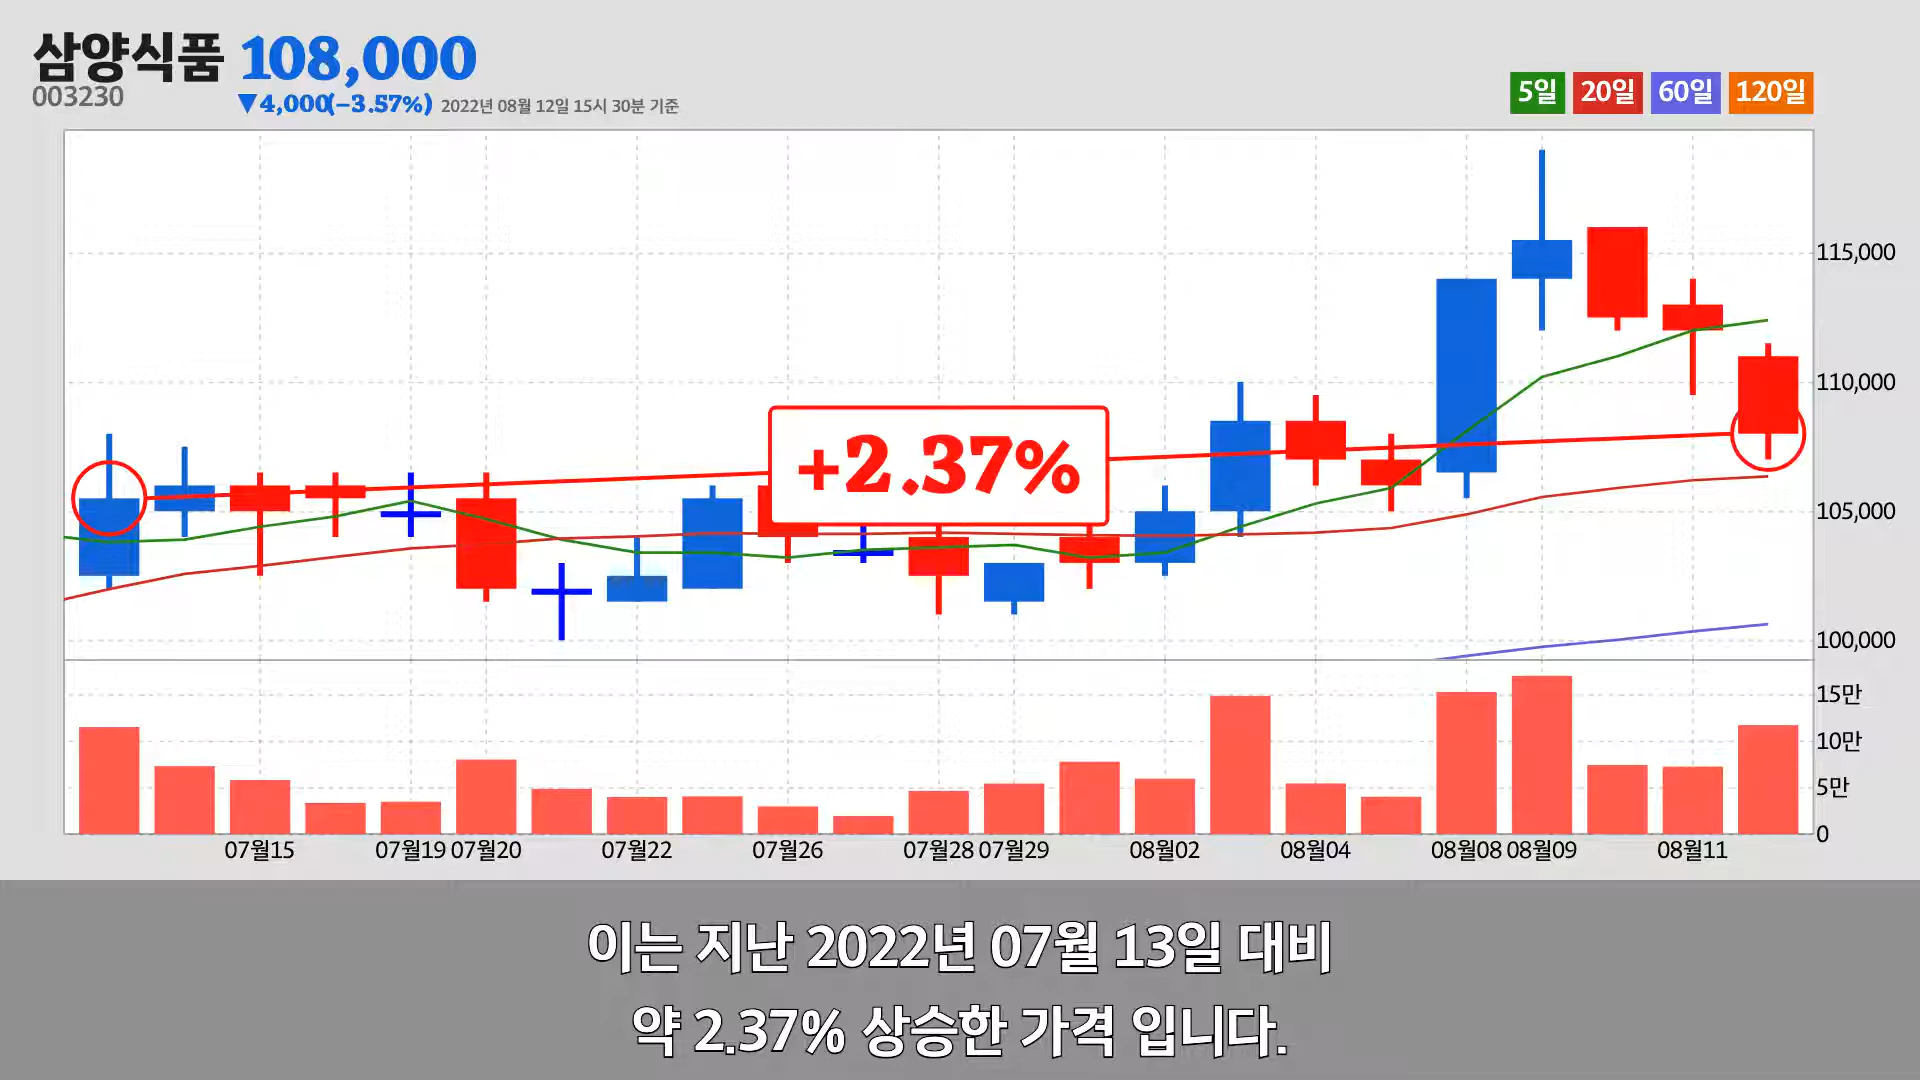 삼양식품 108,000
003230
▼4,000(−3.57%) 2022년 08월 12일 15시 30분 기준
5일 20일 60일 120일
115,000
110,000
+2.37%
105,000
100,000
15만
10만
5만
0
07월15 07월19 07월20 07월22 07월26 07월28 07월29 08월02 08월04 08월08 08월09 08월11
이는 지난 2022년 07월 13일 대비
약 2.37% 상승한 가격 입니다.